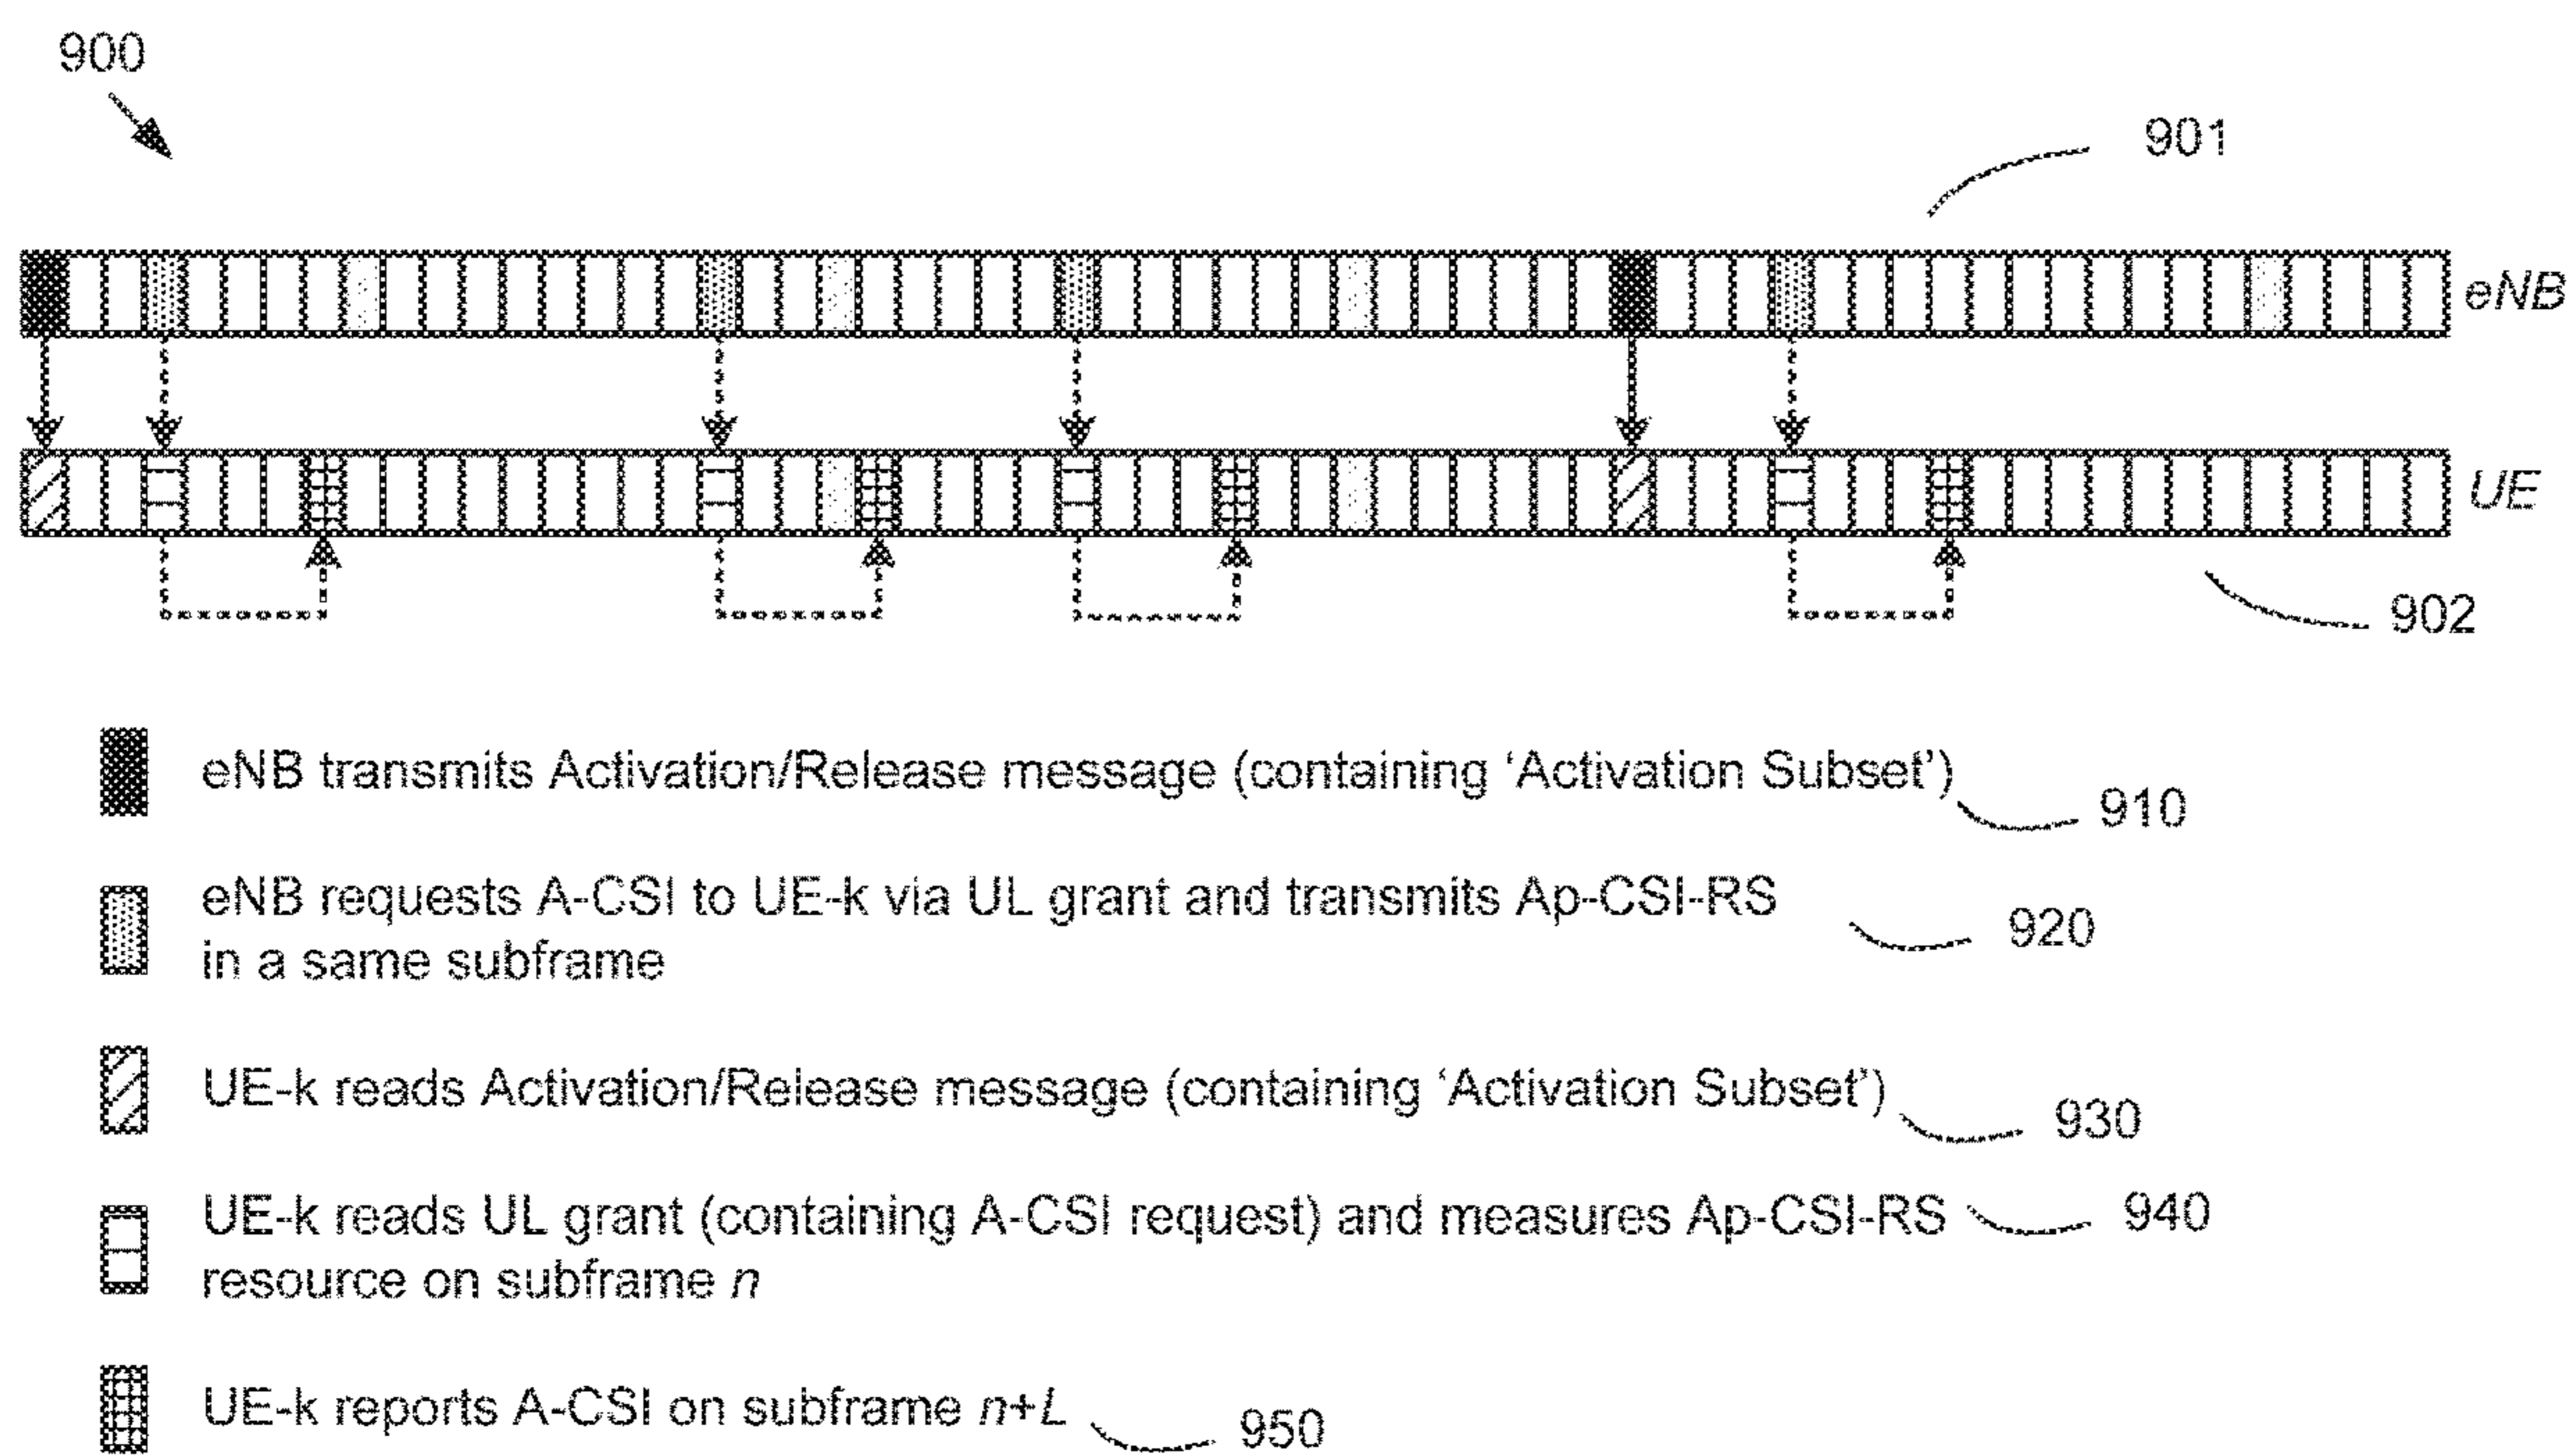 900
901
eNB
UE
902
eNB transmits Activation/Release message (containing ‘Activation Subset’)
910
eNB requests A-CSI to UE-k via UL grant and transmits Ap-CSI-RS
in a same subframe
920
UE-k reads Activation/Release message (containing ‘Activation Subset’)
930
UE-k reads UL grant (containing A-CSI request) and measures Ap-CSI-RS
resource on subframe n
940
UE-k reports A-CSI on subframe n+L
950